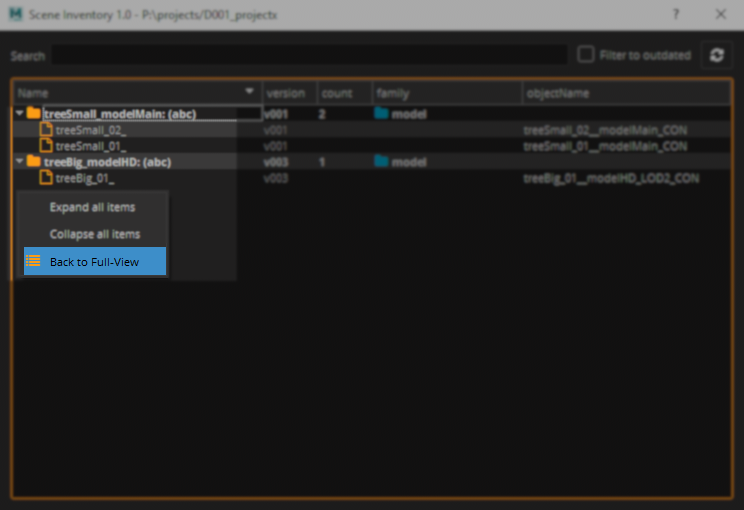 Scene Inventory 1.0 - P:\projects/D001_projectx ?
Search Filter to outdated
Name version count family objectName
treeSmall_modelMain: (abc) v001 2 model
treeSmall_02_ v001 treeSmall_02__modelMain_CON
treeSmall_01_ v001 treeSmall_01__modelMain_CON
treeBig_modelHD: (abc) v003 1 model
treeBig_01_ v003 treeBig_01__modelHD_LOD2_CON
Expand all items
Collapse all items
Back to Full-View